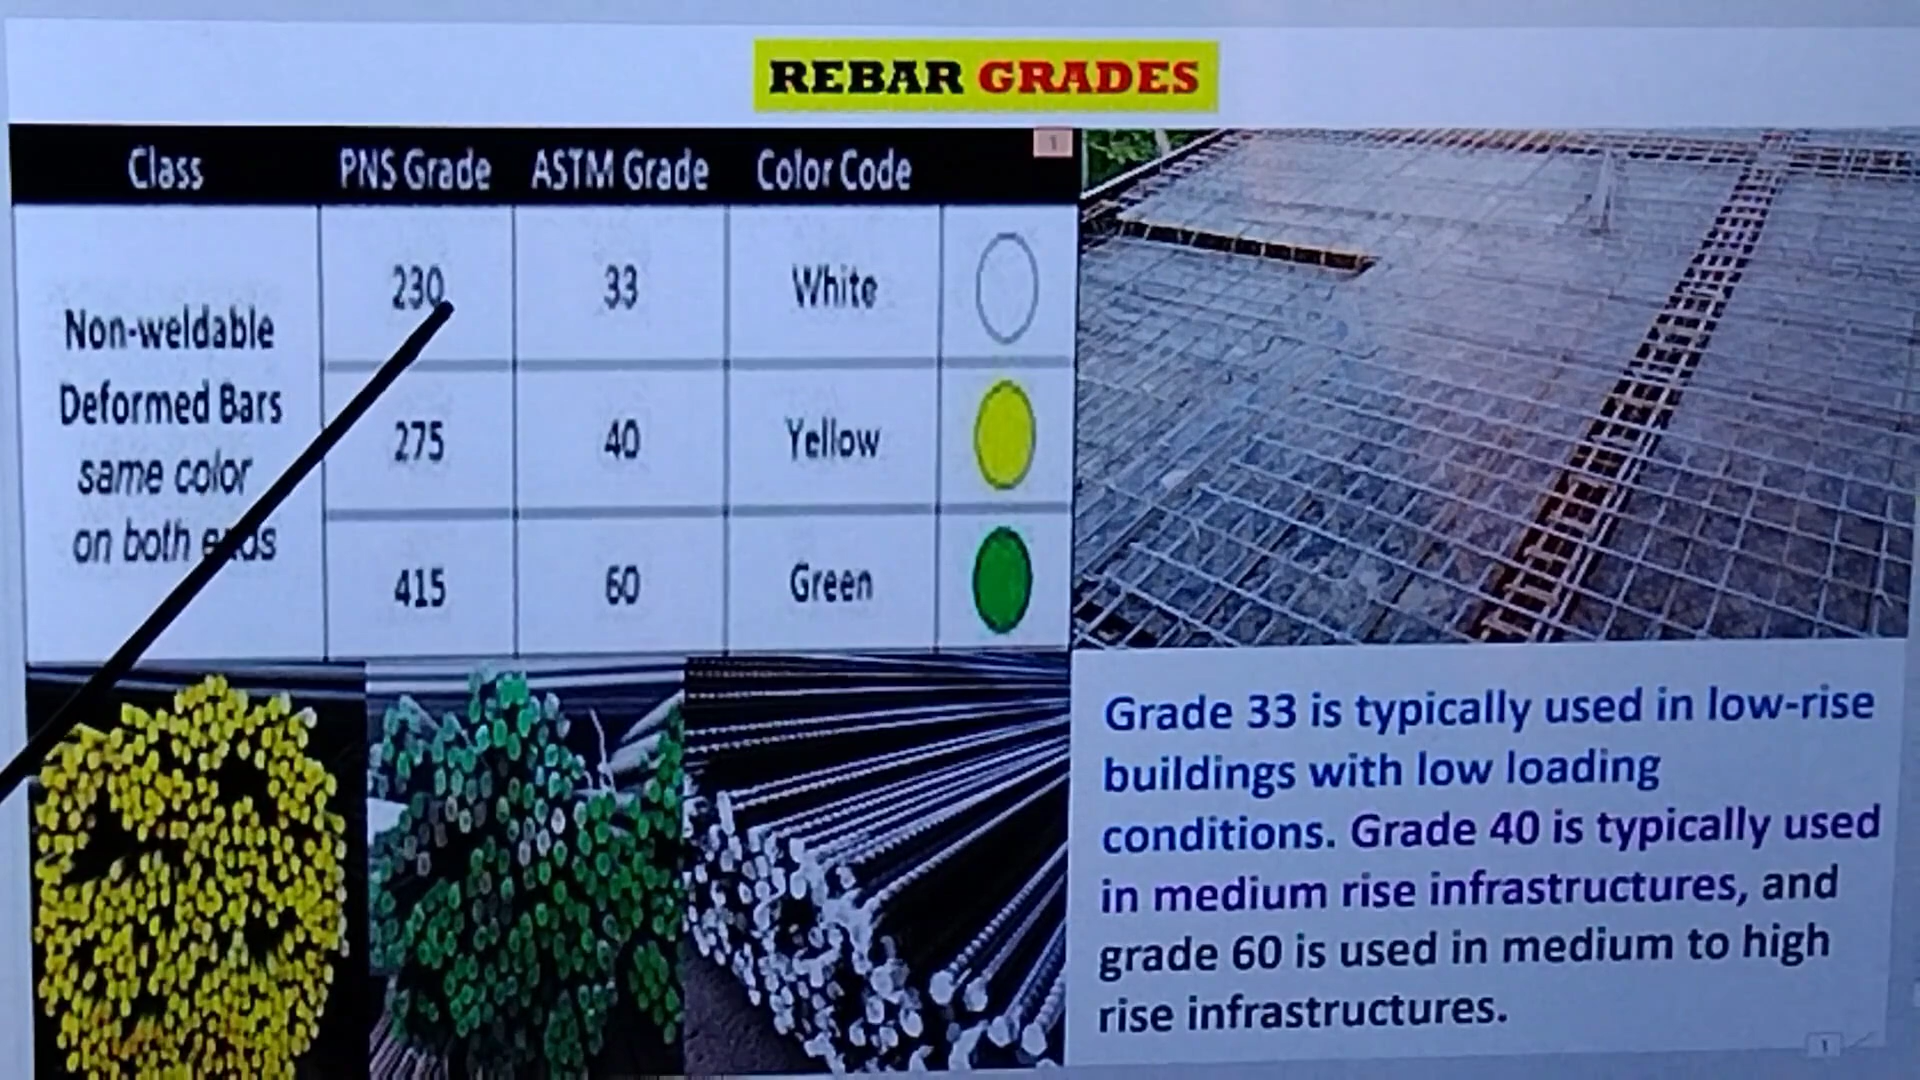 REBAR GRADES
Class PNS Grade ASTM Grade Color Code
1
Non-weldable
Deformed Bars
same color
on both ends
230 33 White
275 40 Yellow
415 60 Green
Grade 33 is typically used in low-rise
buildings with low loading
conditions. Grade 40 is typically used
in medium rise infrastructures, and
grade 60 is used in medium to high
rise infrastructures.
1